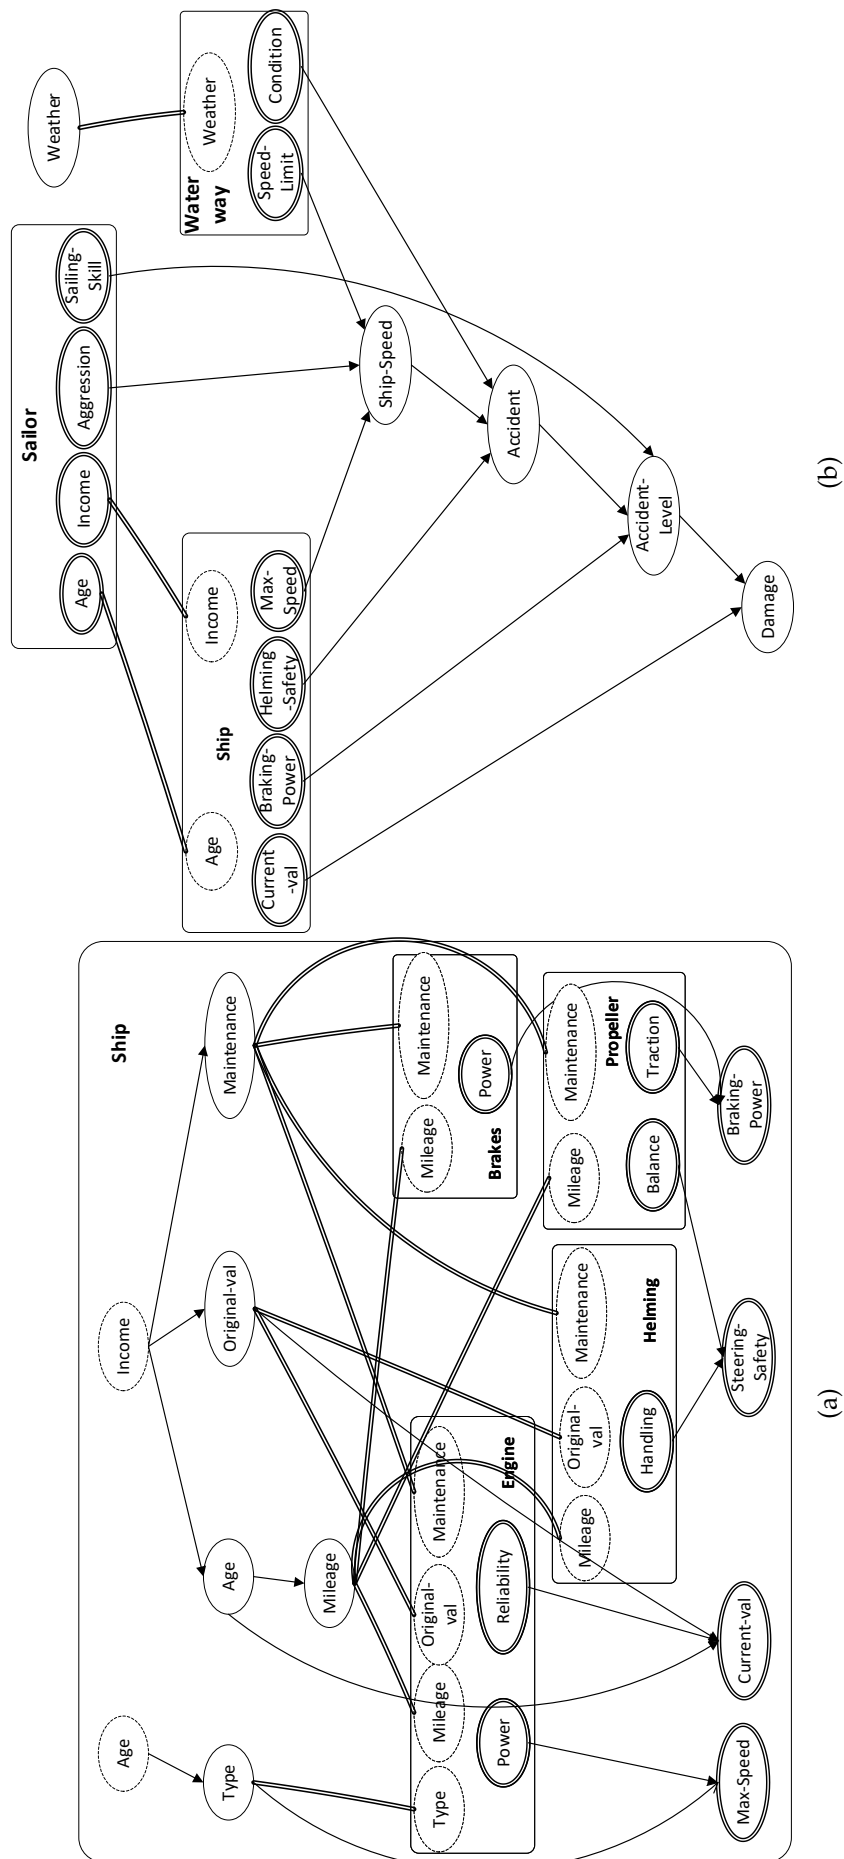 Ship
Age
Income
Type
Age
Original-val
Maintenance
Mileage
Type
Mileage
Original-
val
Maintenance
Power
Reliability
Engine
Mileage
Maintenance
Power
Brakes
Mileage
Original-
val
Maintenance
Handling
Helming
Mileage
Maintenance
Propeller
Balance
Traction
Max-Speed
Current-val
Steering-
Safety
Braking-
Power
(a)
Sailor
Age
Income
Aggression
Sailing-
Skill
Weather
Age
Income
Ship
Current
-val
Braking-
Power
Helming
-Safety
Max-
Speed
Water
way
Weather
Speed-
Limit
Condition
Ship-Speed
Accident
Accident-
Level
Damage
(b)